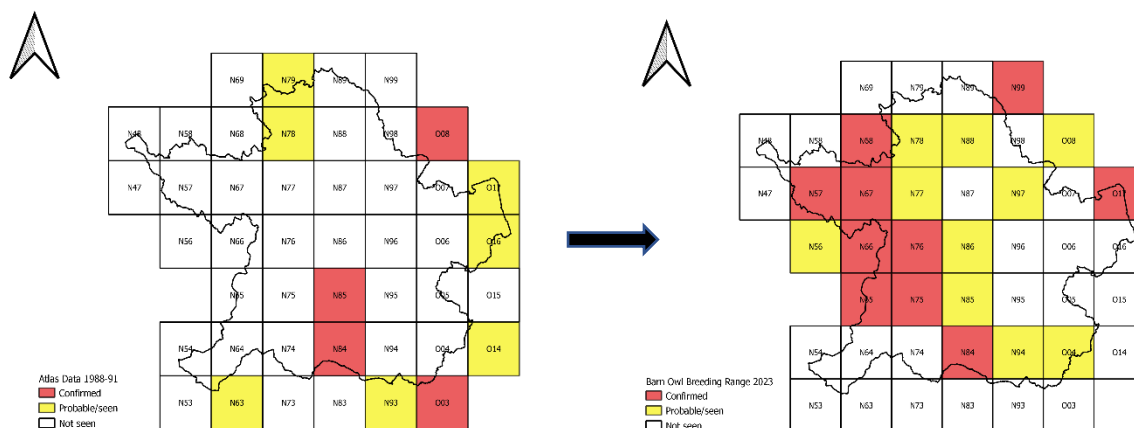 N69 N79 N89 N99
N48 N58 N68 N78 N88 N98 O08
N47 N57 N67 N77 N87 N97 O07 O17
N56 N66 N76 N86 N96 O06 O16
N65 N75 N85 N95 O05 O15
N54 N64 N74 N84 N94 O04 O14
N53 N63 N73 N83 N93 O03
Atlas Data 1988-91
Confirmed
Probable/seen
Not seen
N69 N79 N89 N99
N48 N58 N68 N78 N88 N98 O08
N47 N57 N67 N77 N87 N97 O07 O17
N56 N66 N76 N86 N96 O06 O16
N65 N75 N85 N95 O05 O15
N54 N64 N74 N84 N94 O04 O14
N53 N63 N73 N83 N93 O03
Barn Owl Breeding Range 2023
Confirmed
Probable/seen
Not seen